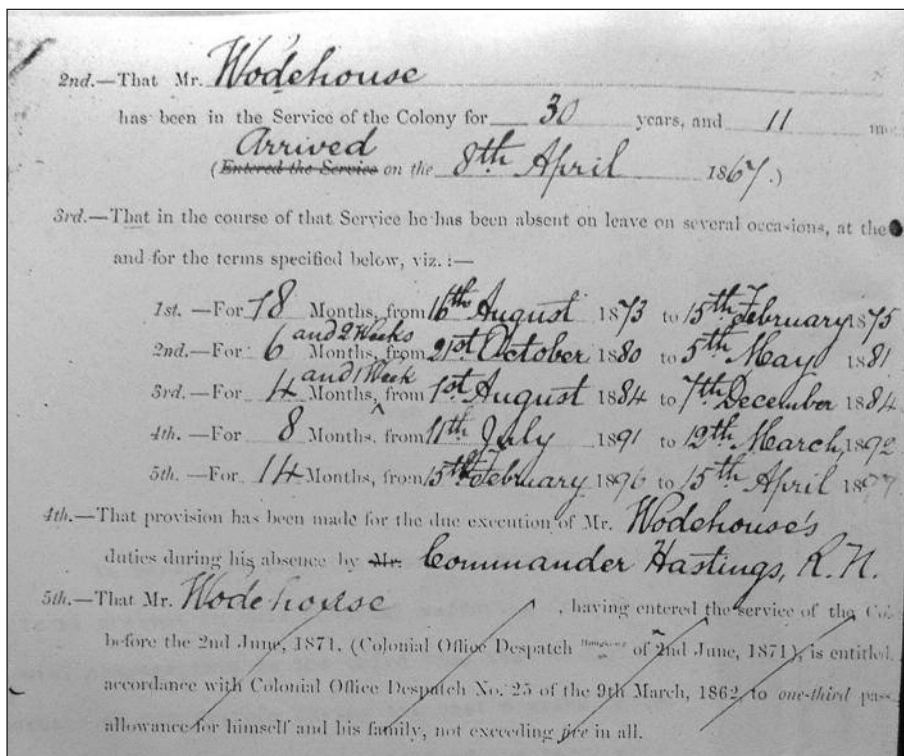 2nd.—That Mr. Wodehouse
has been in the Service of the Colony for 30 years, and 11
Arrived
(Entered the Service on the 8th April 1867.)
3rd.—That in the course of that Service he has been absent on leave on several occasions, at the
and for the terms specified below, viz.:—
1st. —For 18 Months, from 16th August 1873 to 15th February 1875
and 2 Weeks
2nd.—For 6 Months, from 21st October 1880 to 5th May 1881
and 1 Week
3rd. —For 4 Months, from 1st August 1884 to 7th December 1884
4th. —For 8 Months, from 11th July 1891 to 12th March, 1892
5th. —For 14 Months, from 15th February 1896 to 15th April 1897
4th.—That provision has been made for the due execution of Mr. Wodehouse's
duties during his absence by Mr. Commander Hastings, R.N.
5th.—That Mr. Wodehouse, having entered the service of the Col
before the 2nd June, 1871, (Colonial Office Despatch of 2nd June, 1871), is entitled,
accordance with Colonial Office Despatch No. 25 of the 9th March, 1862, to one-third pas
allowance for himself and his family, not exceeding five in all.